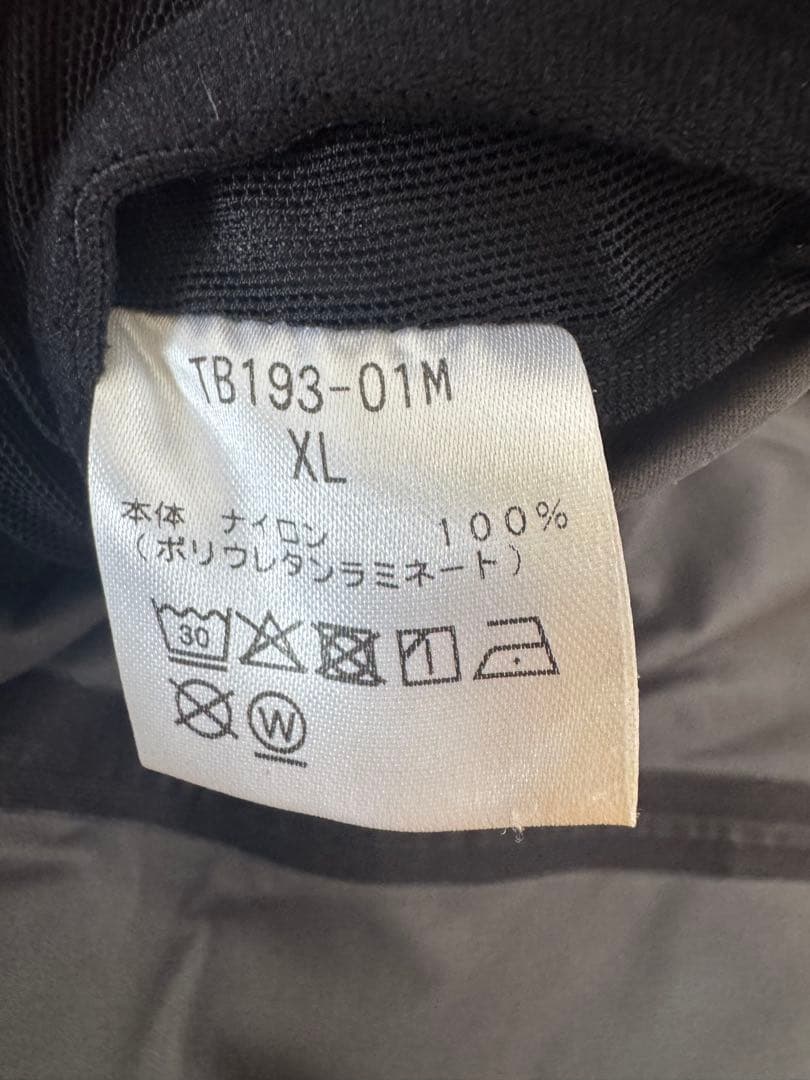 TB193-01M
XL
本体 ナイロン 100%
(ポリウレタンラミネート)
30
W